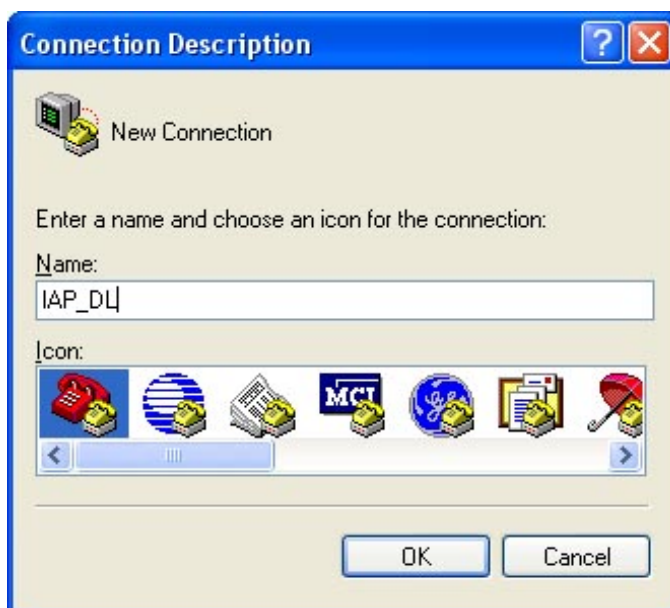 Connection Description
New Connection
Enter a name and choose an icon for the connection:
Name:
IAP_DL
Icon:
MCI
OK
Cancel